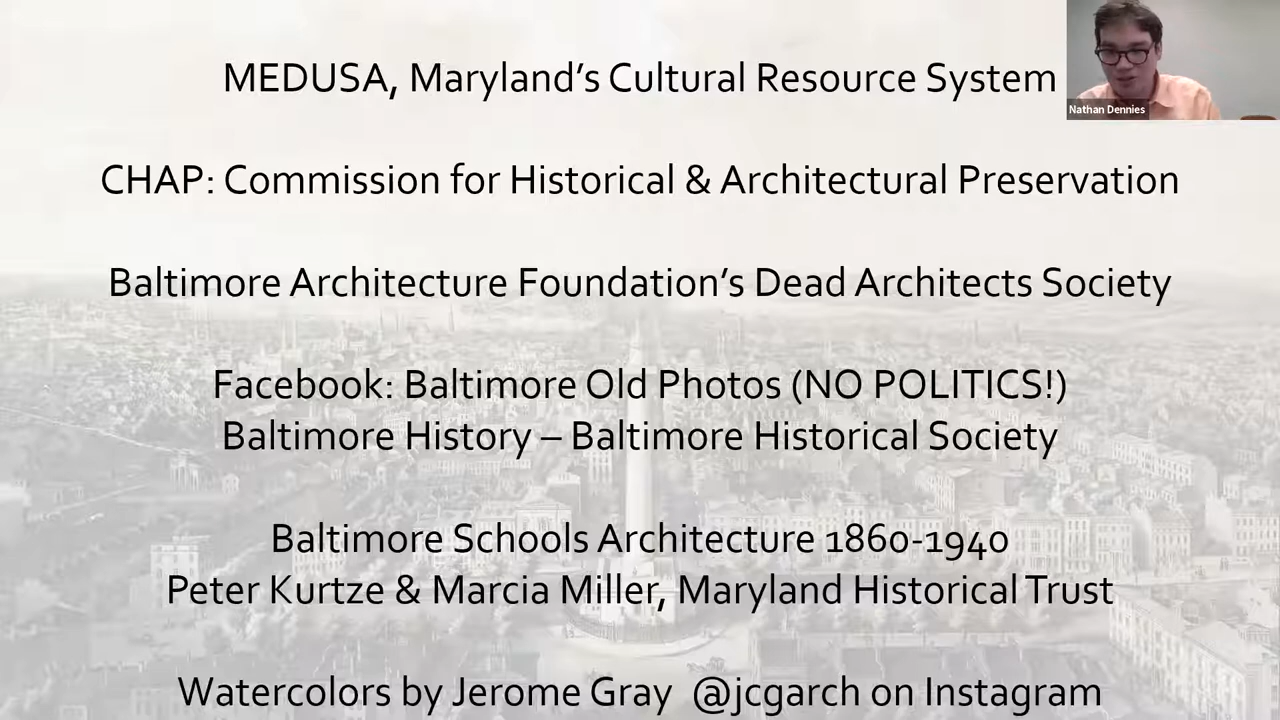 MEDUSA, Maryland’s Cultural Resource System
Nathan Dennies
CHAP: Commission for Historical & Architectural Preservation
Baltimore Architecture Foundation’s Dead Architects Society
Facebook: Baltimore Old Photos (NO POLITICS!)
Baltimore History – Baltimore Historical Society
Baltimore Schools Architecture 1860-1940
Peter Kurtze & Marcia Miller, Maryland Historical Trust
Watercolors by Jerome Gray @jcgarch on Instagram